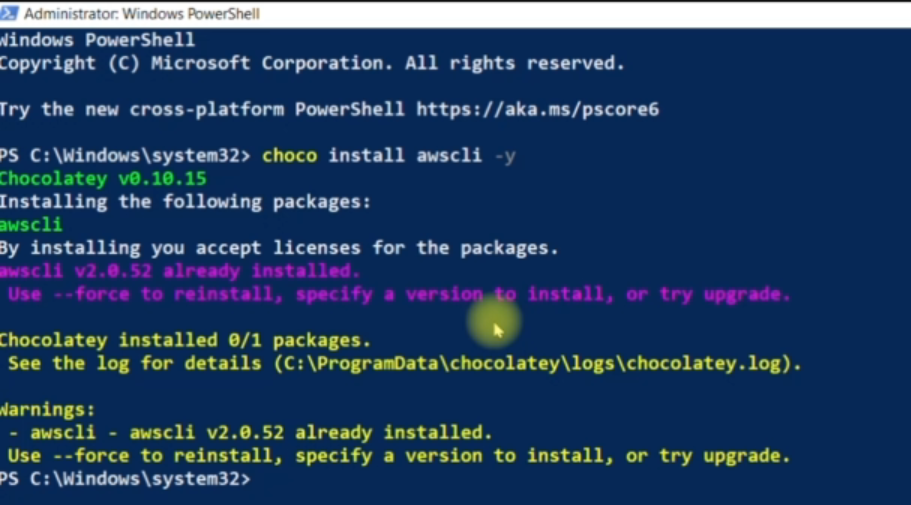 Administrator: Windows PowerShell
Windows PowerShell
Copyright (C) Microsoft Corporation. All rights reserved.
Try the new cross-platform PowerShell https://aka.ms/pscore6
PS C:\Windows\system32> choco install awscli -y
Chocolatey v0.10.15
Installing the following packages:
awscli
By installing you accept licenses for the packages.
awscli v2.0.52 already installed.
Use --force to reinstall, specify a version to install, or try upgrade.
Chocolatey installed 0/1 packages.
See the log for details (C:\ProgramData\chocolatey\logs\chocolatey.log).
Warnings:
- awscli - awscli v2.0.52 already installed.
Use --force to reinstall, specify a version to install, or try upgrade.
PS C:\Windows\system32>